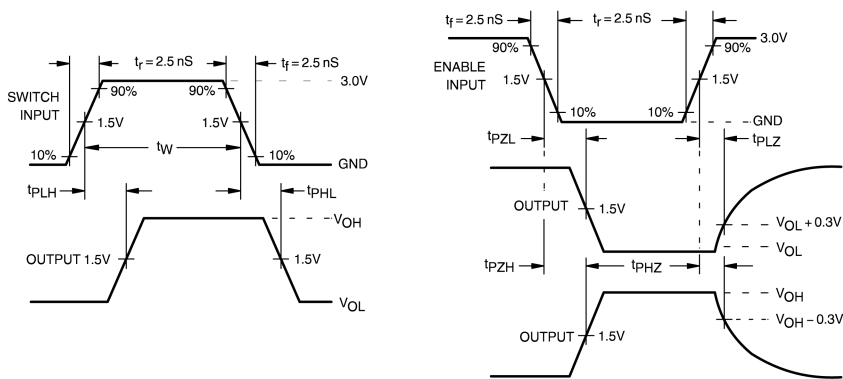 tr = 2.5 nS
tf = 2.5 nS
SWITCH
INPUT
90%
90%
3.0V
1.5V
1.5V
tW
10%
10%
GND
tPLH
tPHL
VOH
OUTPUT 1.5V
1.5V
VOL
tf = 2.5 nS
tr = 2.5 nS
3.0V
90%
90%
ENABLE
INPUT
1.5V
1.5V
10%
10%
GND
tPZL
tPLZ
OUTPUT
1.5V
VOL + 0.3V
VOL
tPZH
tPHZ
VOH
VOH – 0.3V
OUTPUT
1.5V